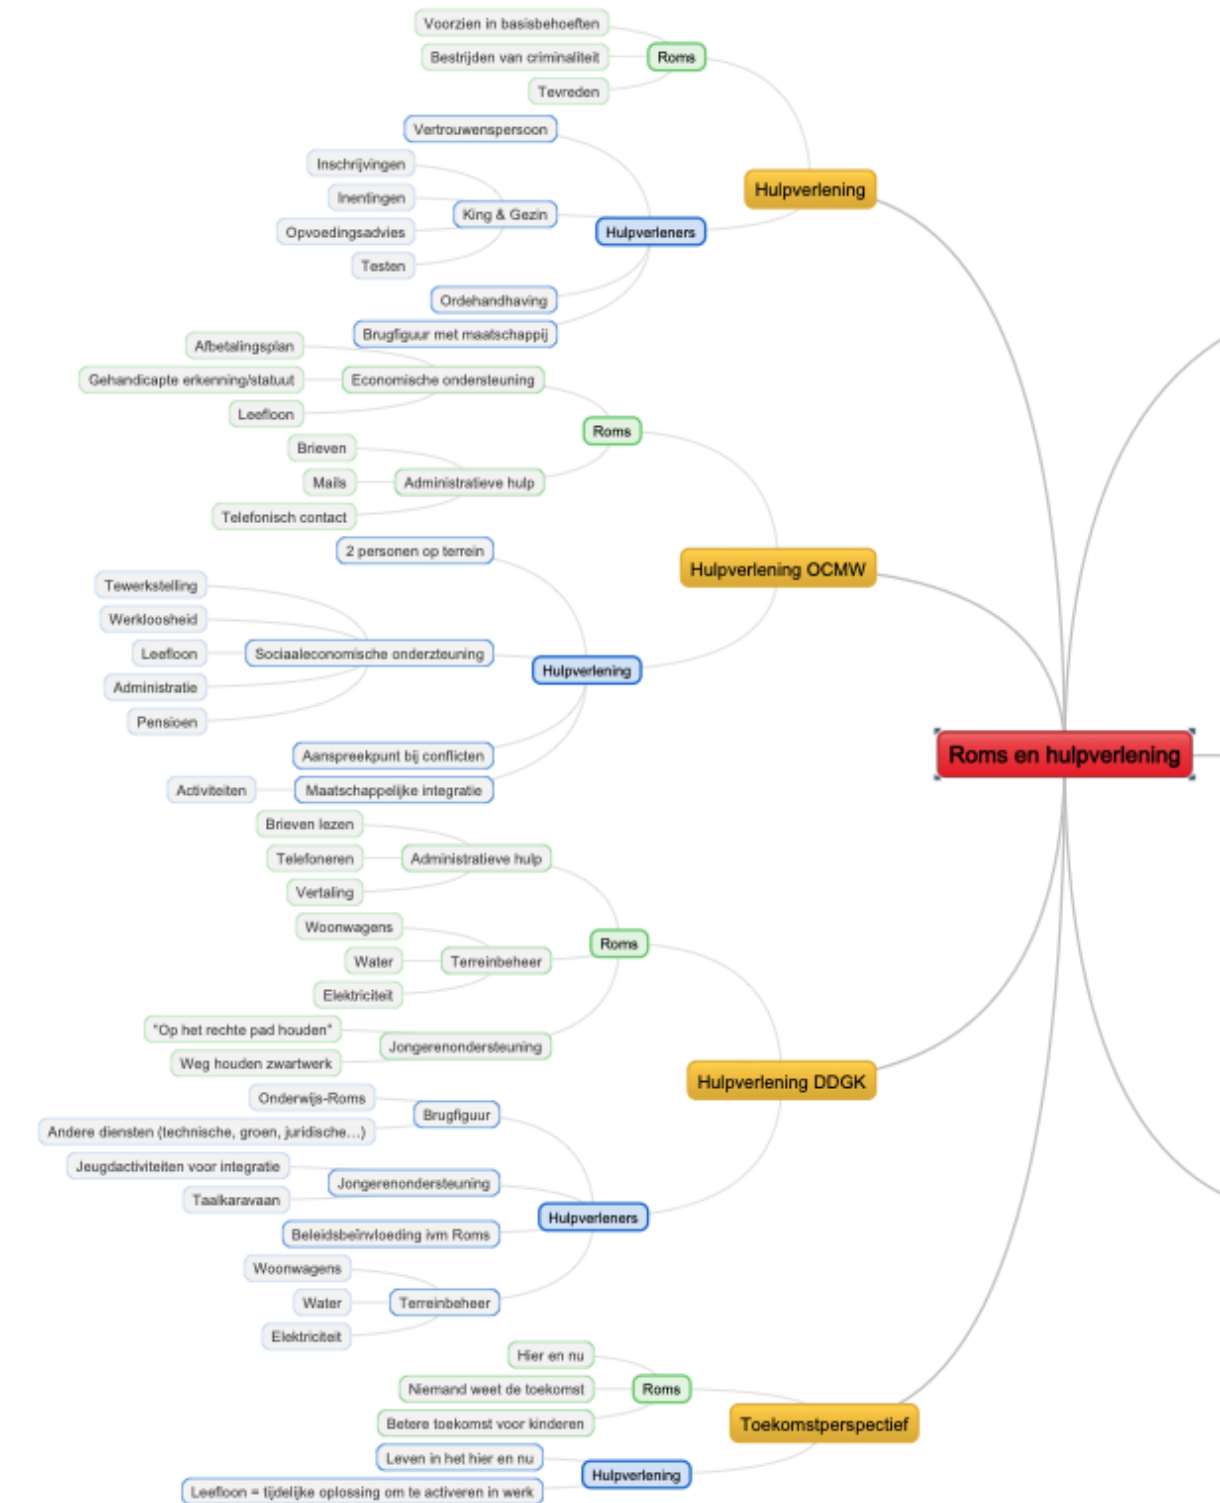 Voorzien in basisbehoeften
Bestrijden van criminaliteit
Roms
Tevreden
Vertrouwenspersoon
Inschrijvingen
Hulpverlening
Inentingen
King & Gezin
Opvoedingsadvies
Hulpverleners
Testen
Ordehandhaving
Brugfiguur met maatschappij
Afbetalingsplan
Gehandicapte erkenning/statuut
Economische ondersteuning
Leefloon
Roms
Brieven
Mails
Administratieve hulp
Telefonisch contact
2 personen op terrein
Hulpverlening OCMW
Tewerkstelling
Werkloosheid
Leefloon
Sociaaleconomische onderzteuning
Hulpverlening
Administratie
Pensioen
Aanspreekpunt bij conflicten
Roms en hulpverlening
Activiteiten
Maatschappelijke integratie
Brieven lezen
Telefoneren
Administratieve hulp
Vertaling
Woonwagens
Roms
Water
Terreinbeheer
Elektriciteit
"Op het rechte pad houden"
Jongerenondersteuning
Weg houden zwartwerk
Hulpverlening DDGK
Onderwijs-Roms
Brugfiguur
Andere diensten (technische, groen, juridische...)
Jeugdactiviteiten voor integratie
Jongerenondersteuning
Taalkaravaan
Hulpverleners
Beleidsbeïnvloeding ivm Roms
Woonwagens
Water
Terreinbeheer
Elektriciteit
Hier en nu
Niemand weet de toekomst
Roms
Betere toekomst voor kinderen
Toekomstperspectief
Leven in het hier en nu
Hulpverlening
Leefloon = tijdelijke oplossing om te activeren in werk